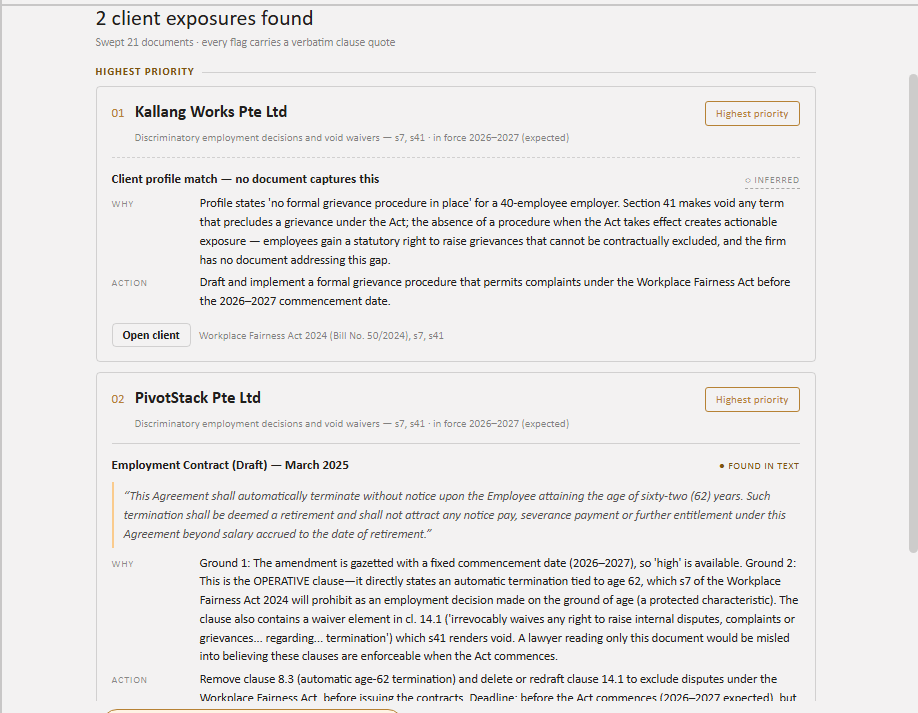 2 client exposures found
Swept 21 documents · every flag carries a verbatim clause quote
HIGHEST PRIORITY
01 Kallang Works Pte Ltd
Highest priority
Discriminatory employment decisions and void waivers — s7, s41 · in force 2026–2027 (expected)
Client profile match — no document captures this
○ INFERRED
WHY
Profile states 'no formal grievance procedure in place' for a 40-employee employer. Section 41 makes void any term
that precludes a grievance under the Act; the absence of a procedure when the Act takes effect creates actionable
exposure — employees gain a statutory right to raise grievances that cannot be contractually excluded, and the firm
has no document addressing this gap.
ACTION
Draft and implement a formal grievance procedure that permits complaints under the Workplace Fairness Act before
the 2026–2027 commencement date.
Open client
Workplace Fairness Act 2024 (Bill No. 50/2024), s7, s41
02 PivotStack Pte Ltd
Highest priority
Discriminatory employment decisions and void waivers — s7, s41 · in force 2026–2027 (expected)
Employment Contract (Draft) — March 2025
● FOUND IN TEXT
“This Agreement shall automatically terminate without notice upon the Employee attaining the age of sixty-two (62) years. Such
termination shall be deemed a retirement and shall not attract any notice pay, severance payment or further entitlement under this
Agreement beyond salary accrued to the date of retirement.”
WHY
Ground 1: The amendment is gazetted with a fixed commencement date (2026–2027), so 'high' is available. Ground 2:
This is the OPERATIVE clause—it directly states an automatic termination tied to age 62, which s7 of the Workplace
Fairness Act 2024 will prohibit as an employment decision made on the ground of age (a protected characteristic). The
clause also contains a waiver element in cl. 14.1 ('irrevocably waives any right to raise internal disputes, complaints or
grievances... regarding... termination') which s41 renders void. A lawyer reading only this document would be misled
into believing these clauses are enforceable when the Act commences.
ACTION
Remove clause 8.3 (automatic age-62 termination) and delete or redraft clause 14.1 to exclude disputes under the
Workplace Fairness Act, before issuing the contracts. Deadline: before the Act commences (2026–2027 expected), but